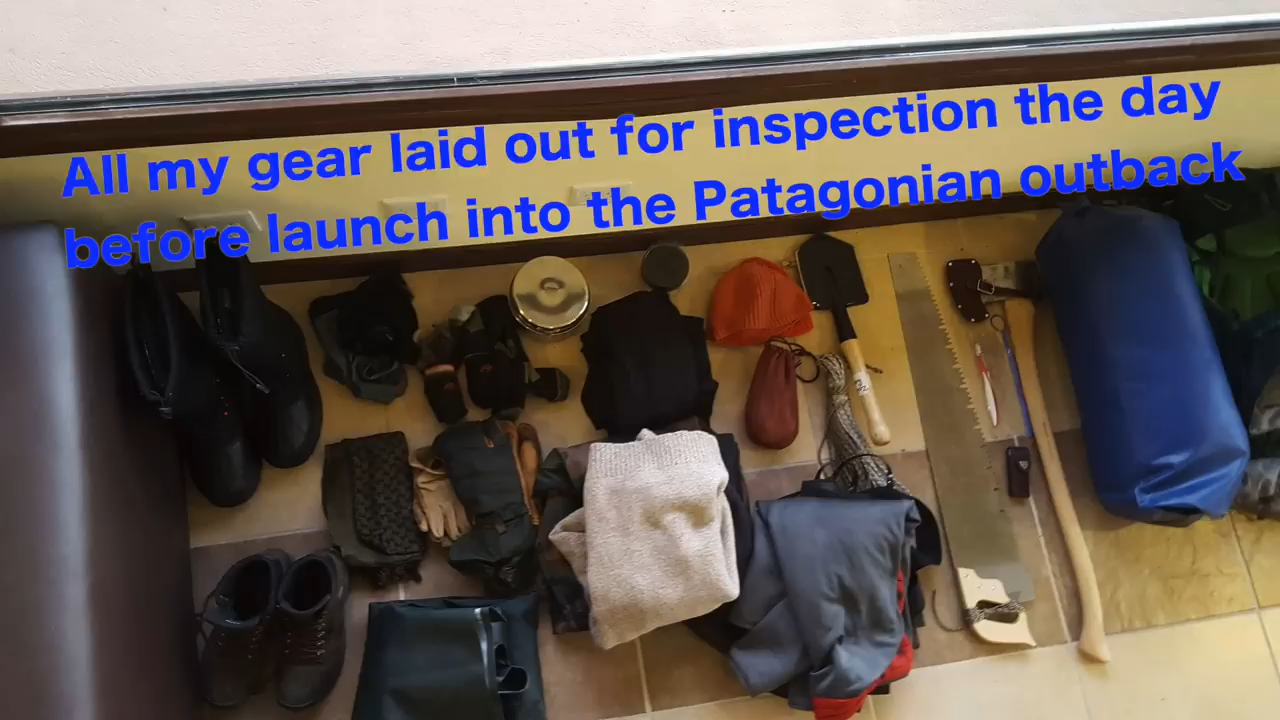 All my gear laid out for inspection the day
before launch into the Patagonian outback